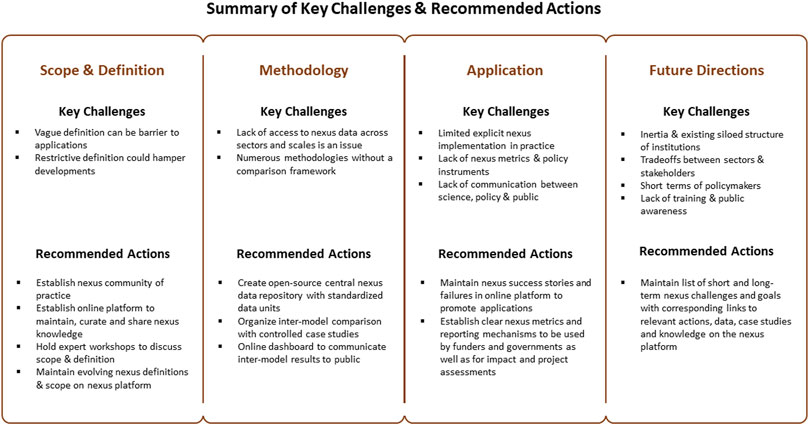 Summary of Key Challenges & Recommended Actions
Scope & Definition
Key Challenges
▪ Vague definition can be barrier to
applications
▪ Restrictive definition could hamper
developments
Recommended Actions
▪ Establish nexus community of
practice
▪ Establish online platform to
maintain, curate and share nexus
knowledge
▪ Hold expert workshops to discuss
scope & definition
▪ Maintain evolving nexus definitions
& scope on nexus platform
Methodology
Key Challenges
▪ Lack of access to nexus data across
sectors and scales is an issue
▪ Numerous methodologies without a
comparison framework
Recommended Actions
▪ Create open-source central nexus
data repository with standardized
data units
▪ Organize inter-model comparison
with controlled case studies
▪ Online dashboard to communicate
inter-model results to public
Application
Key Challenges
▪ Limited explicit nexus
implementation in practice
▪ Lack of nexus metrics & policy
instruments
▪ Lack of communication between
science, policy & public
Recommended Actions
▪ Maintain nexus success stories and
failures in online platform to
promote applications
▪ Establish clear nexus metrics and
reporting mechanisms to be used
by funders and governments as
well as for impact and project
assessments
Future Directions
Key Challenges
▪ Inertia & existing siloed structure
of institutions
▪ Tradeoffs between sectors &
stakeholders
▪ Short terms of policymakers
▪ Lack of training & public
awareness
Recommended Actions
▪ Maintain list of short and long-
term nexus challenges and goals
with corresponding links to
relevant actions, data, case studies
and knowledge on the nexus
platform